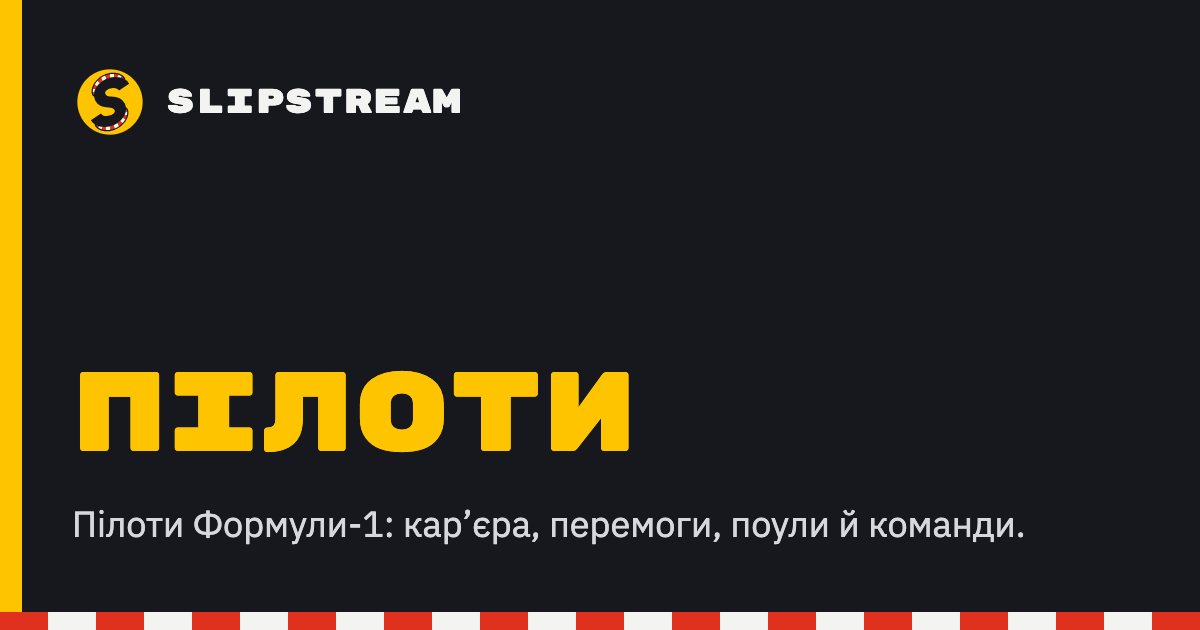 SLIPSTREAM
ПІЛОТИ
Пілоти Формули-1: кар’єра, перемоги, поули й команди.